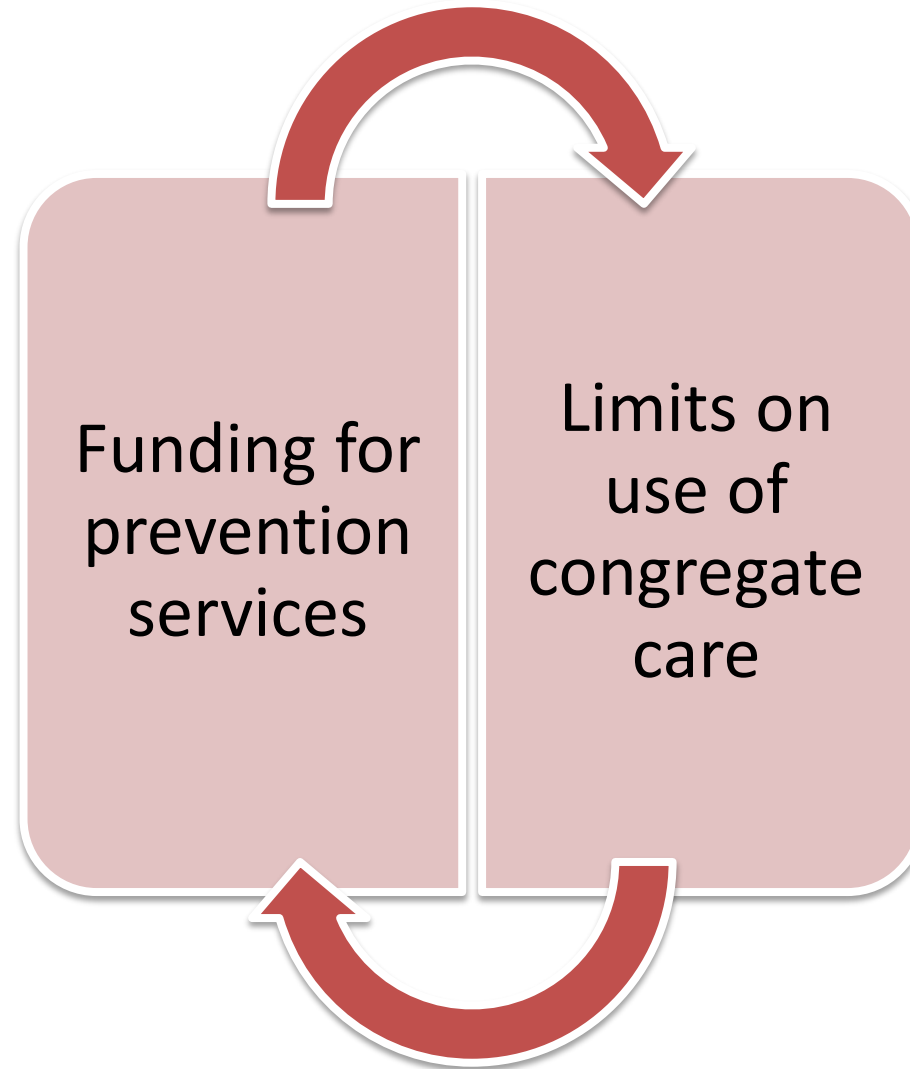 Funding for
prevention
services
Limits on
use of
congregate
care